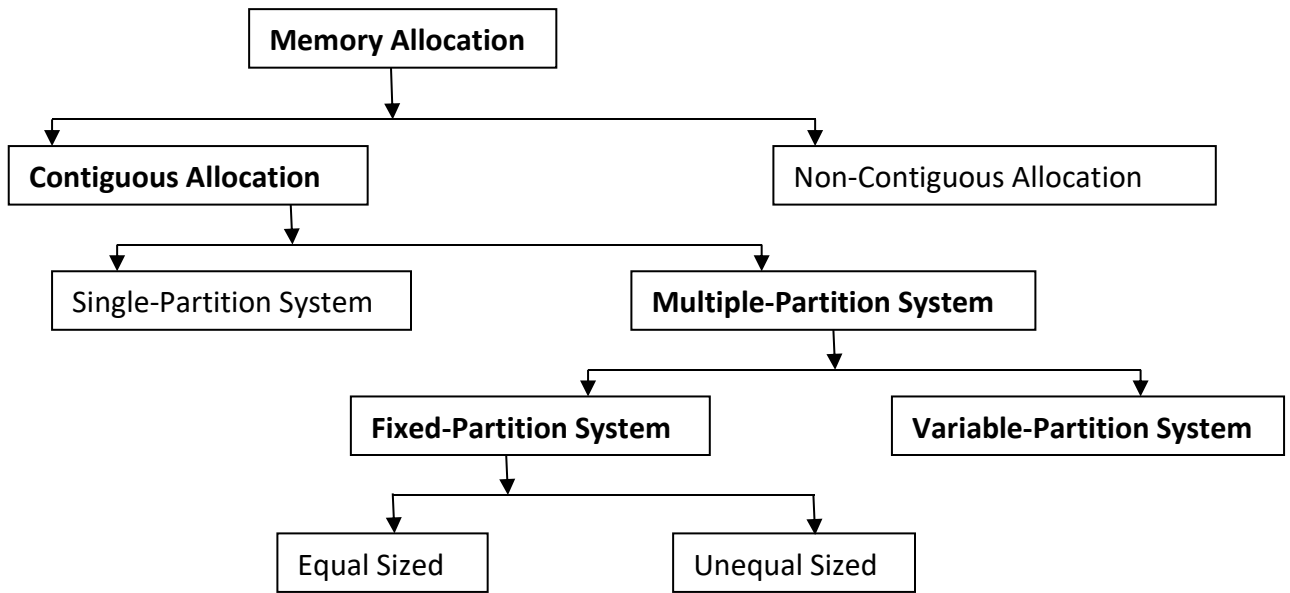 Memory Allocation
Contiguous Allocation
Non-Contiguous Allocation
Single-Partition System
Multiple-Partition System
Fixed-Partition System
Variable-Partition System
Equal Sized
Unequal Sized